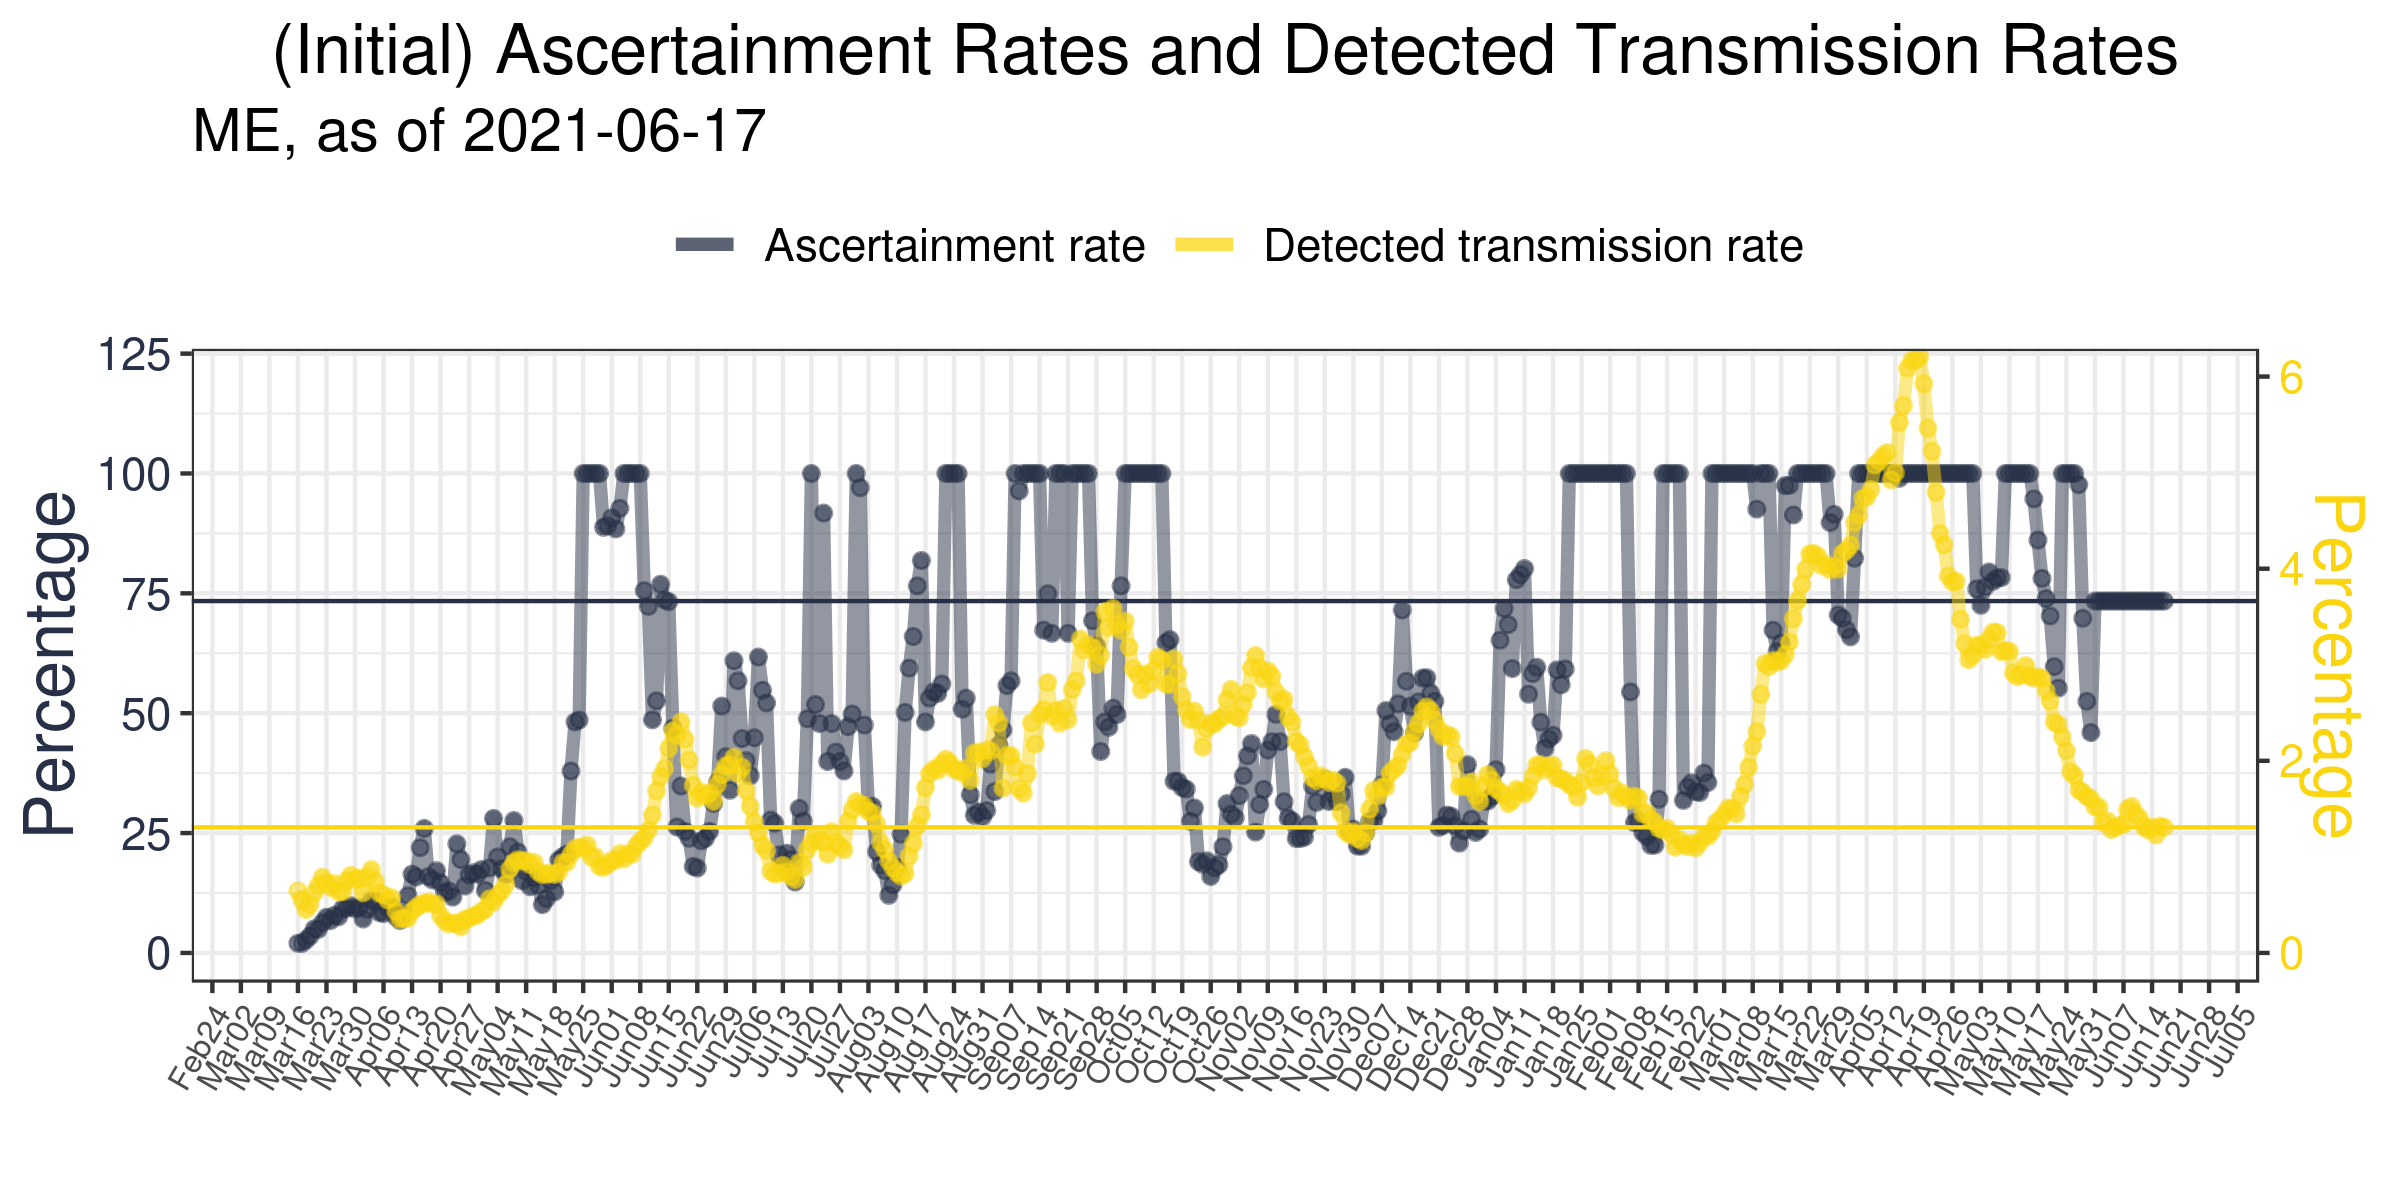 (Initial) Ascertainment Rates and Detected Transmission Rates
ME, as of 2021-06-17
Ascertainment rate
Detected transmission rate
125
100
75
50
25
0
Percentage
6
4
2
0
Percentage
Feb24
Mar02
Mar09
Mar16
Mar23
Mar30
Apr06
Apr13
Apr20
Apr27
May04
May11
May18
May25
Jun01
Jun08
Jun15
Jun22
Jun29
Jul06
Jul13
Jul20
Jul27
Aug03
Aug10
Aug17
Aug24
Aug31
Sep07
Sep14
Sep21
Sep28
Oct05
Oct12
Oct19
Oct26
Nov02
Nov09
Nov16
Nov23
Nov30
Dec07
Dec14
Dec21
Dec28
Jan04
Jan11
Jan18
Jan25
Feb01
Feb08
Feb15
Feb22
Mar01
Mar08
Mar15
Mar22
Mar29
Apr05
Apr12
Apr19
Apr26
May03
May10
May17
May24
May31
Jun07
Jun14
Jun21
Jun28
Jul05